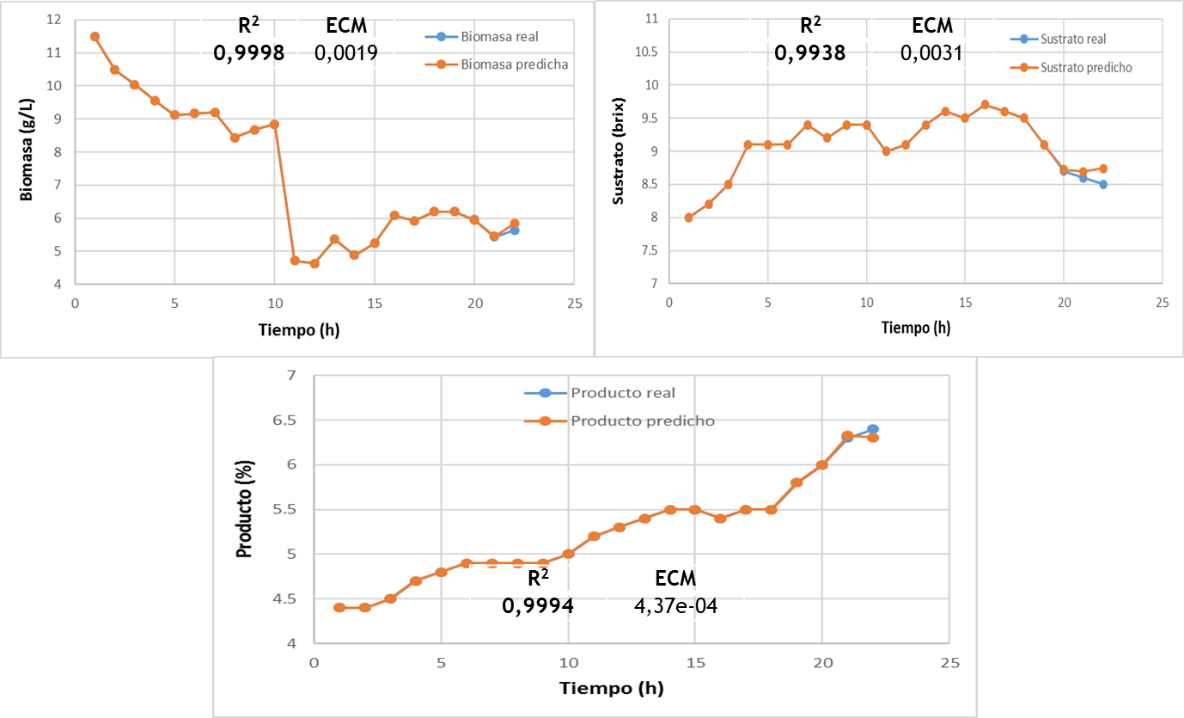 R² ECM
0,9998 0,0019
Biomasa real
Biomasa predicha
12
11
10
9
8
7
6
5
4
Biomasa (g/L)
0 5 10 15 20 25
Tiempo (h)
R² ECM
0,9938 0,0031
Sustrato real
Sustrato predicho
11
10.5
10
9.5
9
8.5
8
7.5
7
Sustrato (brix)
0 5 10 15 20 25
Tiempo (h)
Producto real
Producto predicho
7
6.5
6
5.5
5
4.5
4
Producto (%)
R² ECM
0,9994 4,37e-04
0 5 10 15 20 25
Tiempo (h)